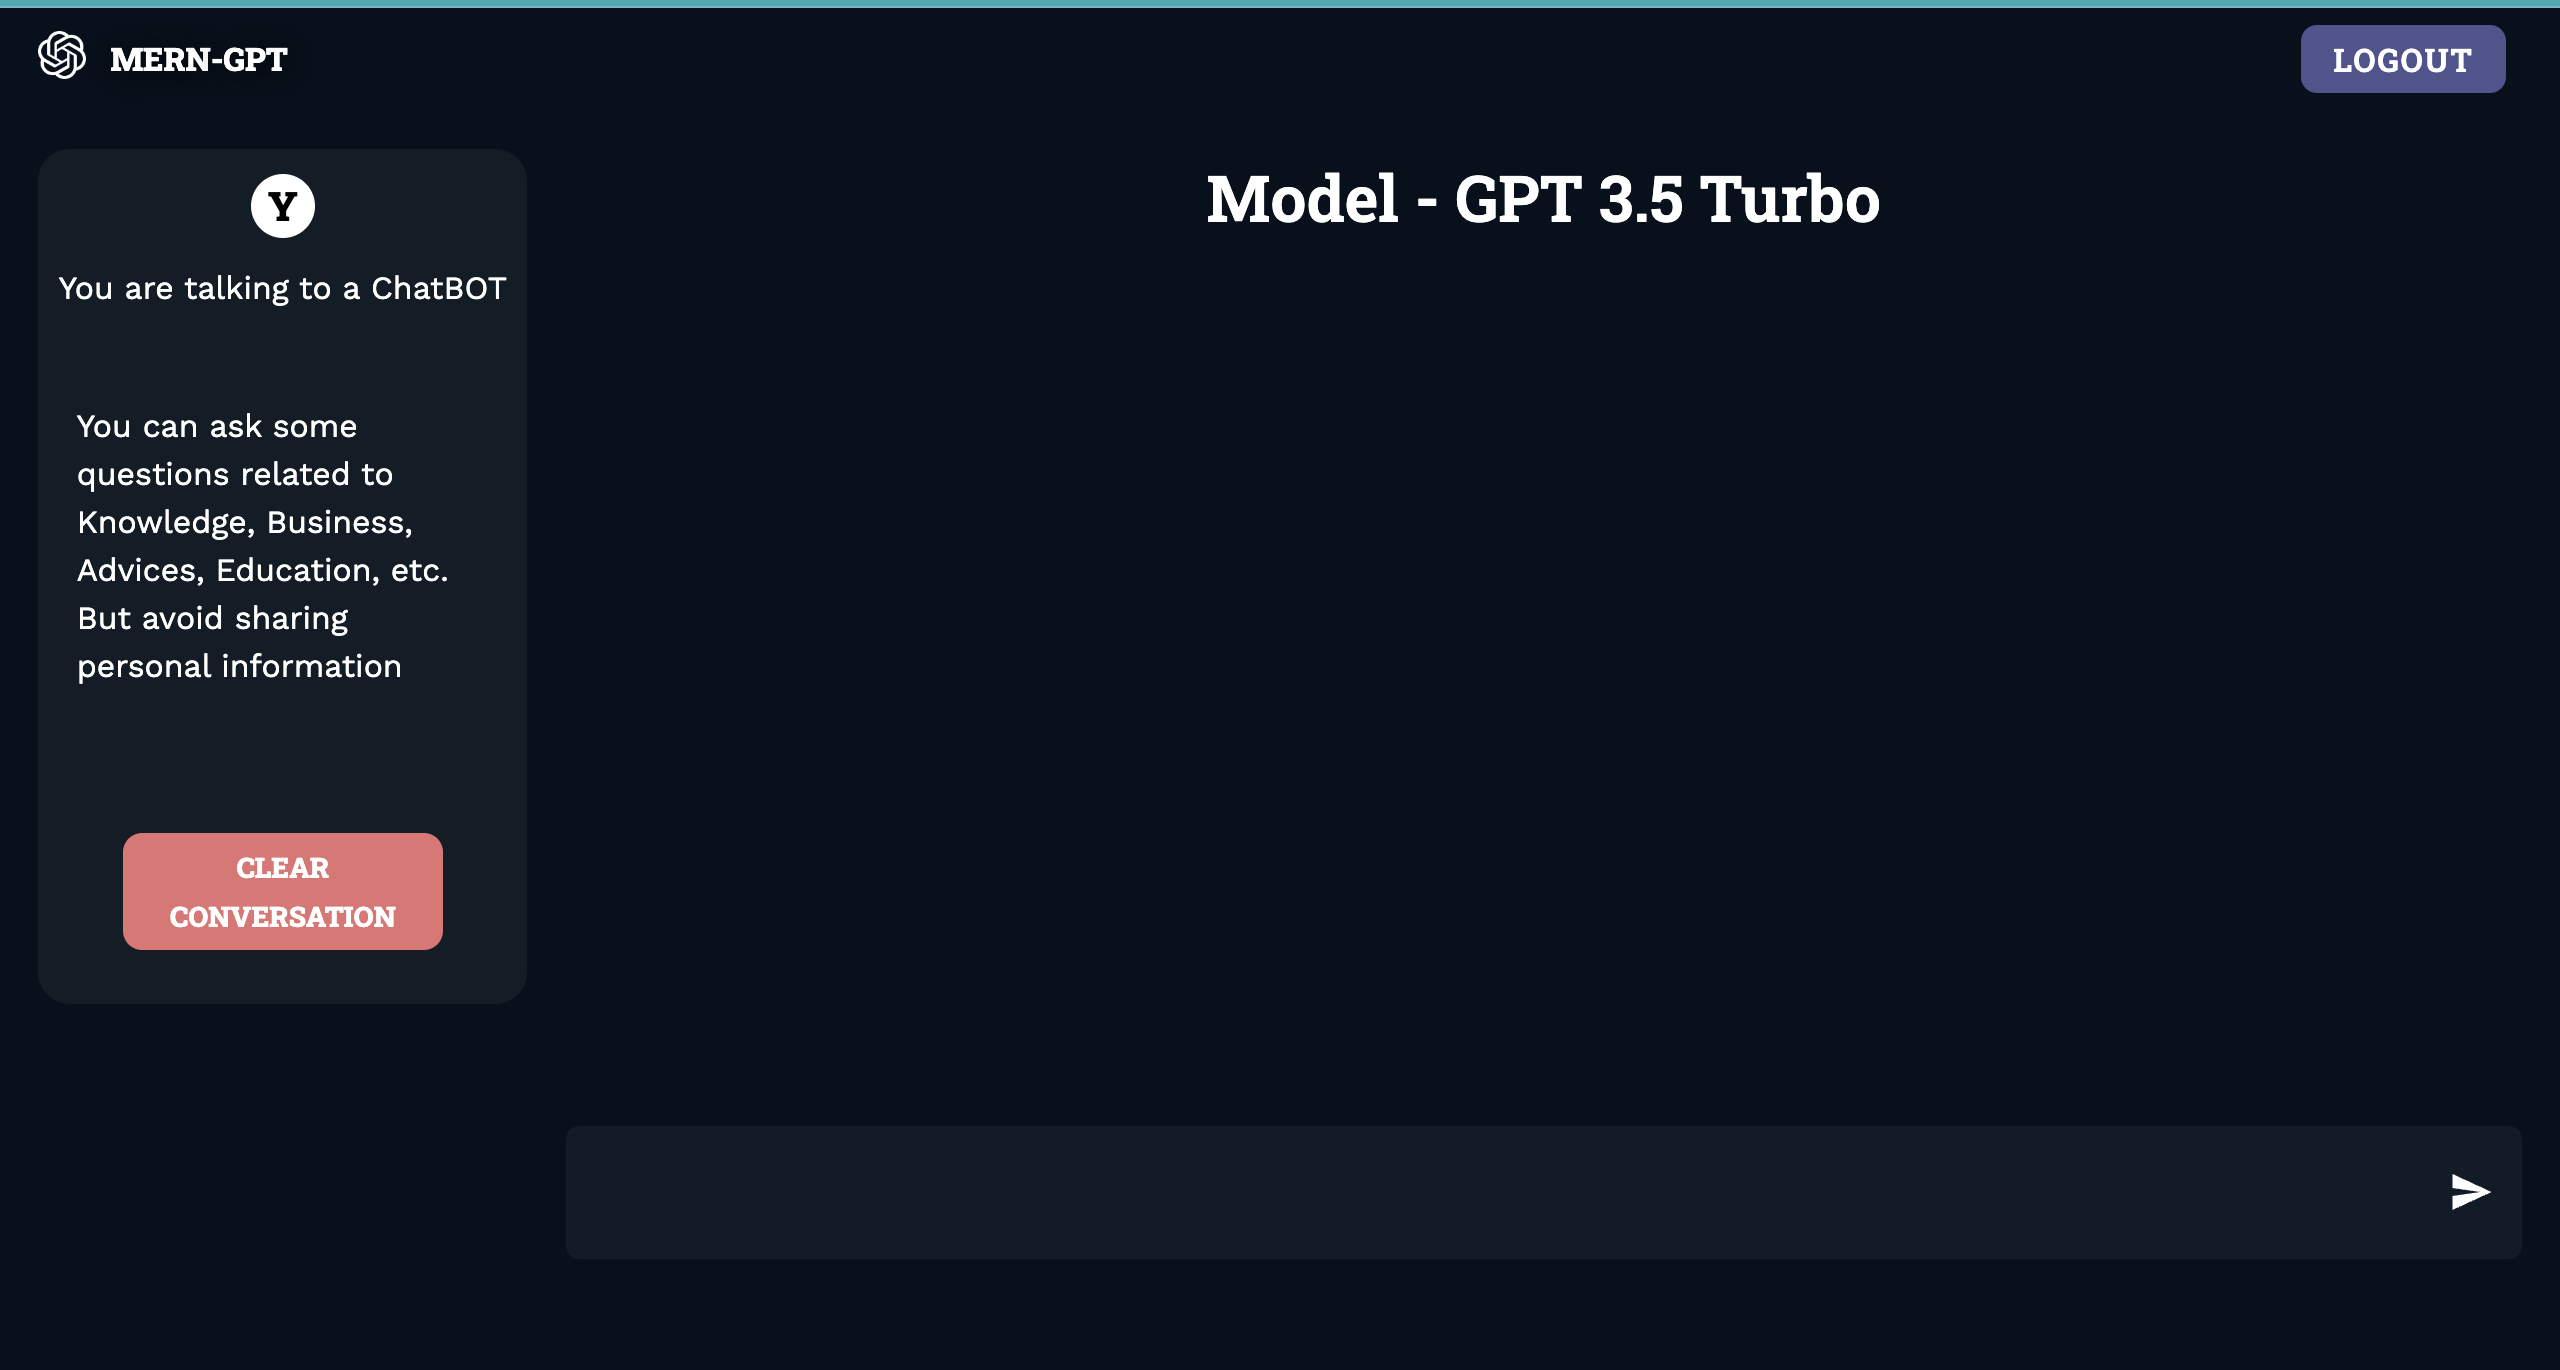 MERN-GPT
LOGOUT
Y
You are talking to a ChatBOT
You can ask some
questions related to
Knowledge, Business,
Advices, Education, etc.
But avoid sharing
personal information
CLEAR
CONVERSATION
Model - GPT 3.5 Turbo